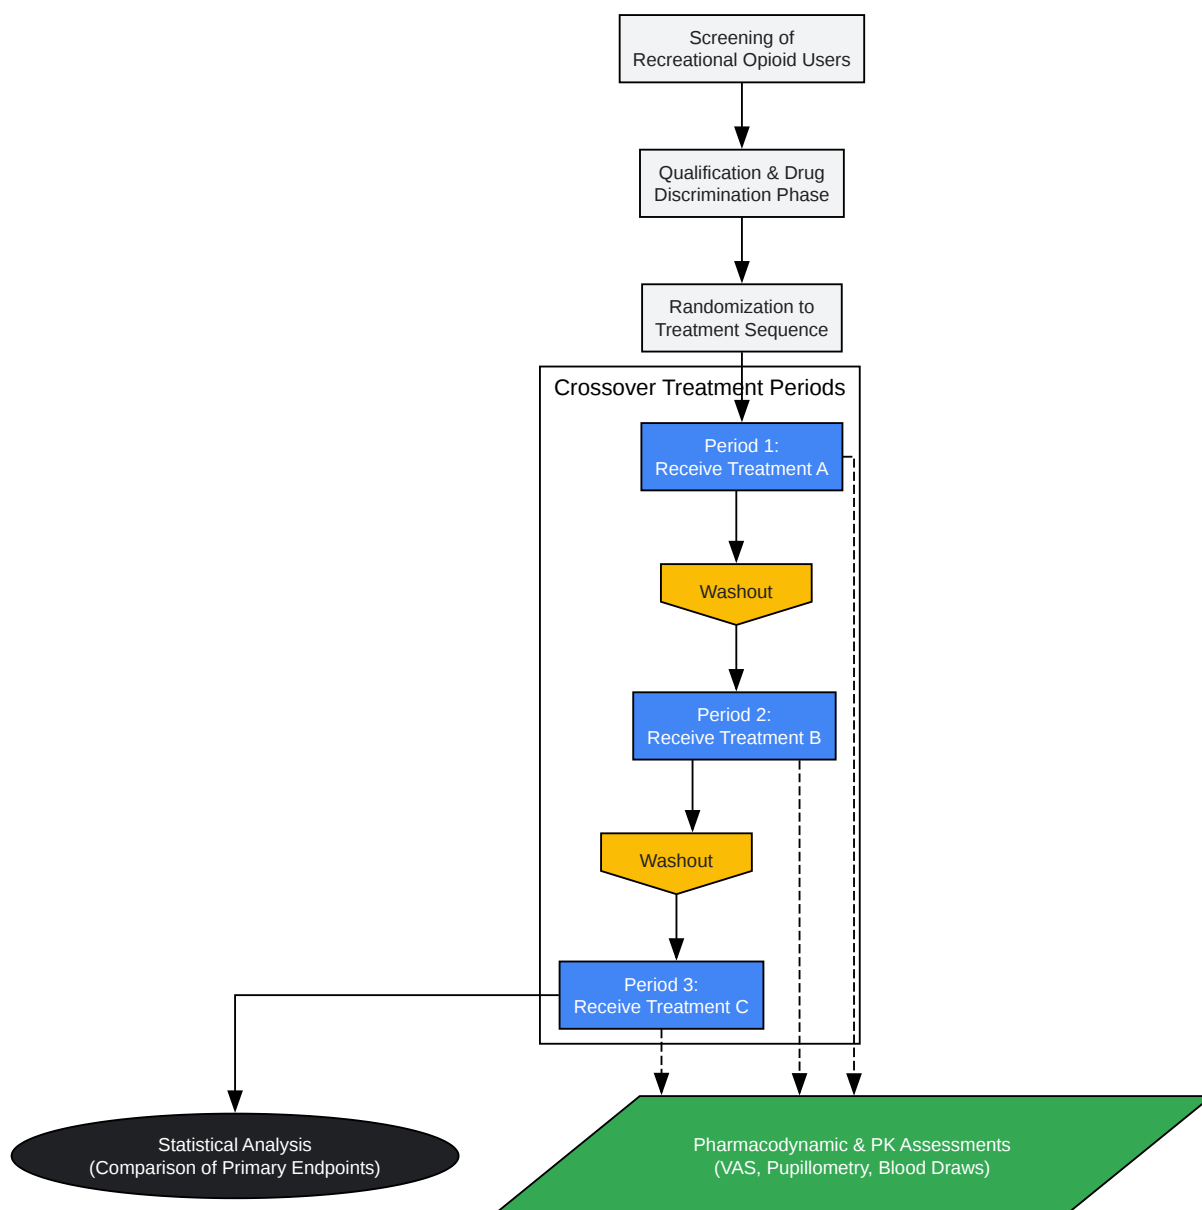 Screening of
Recreational Opioid Users
Qualification & Drug
Discrimination Phase
Randomization to
Treatment Sequence
Crossover Treatment Periods
Period 1:
Receive Treatment A
Washout
Period 2:
Receive Treatment B
Washout
Period 3:
Receive Treatment C
Statistical Analysis
(Comparison of Primary Endpoints)
Pharmacodynamic & PK Assessments
(VAS, Pupillometry, Blood Draws)